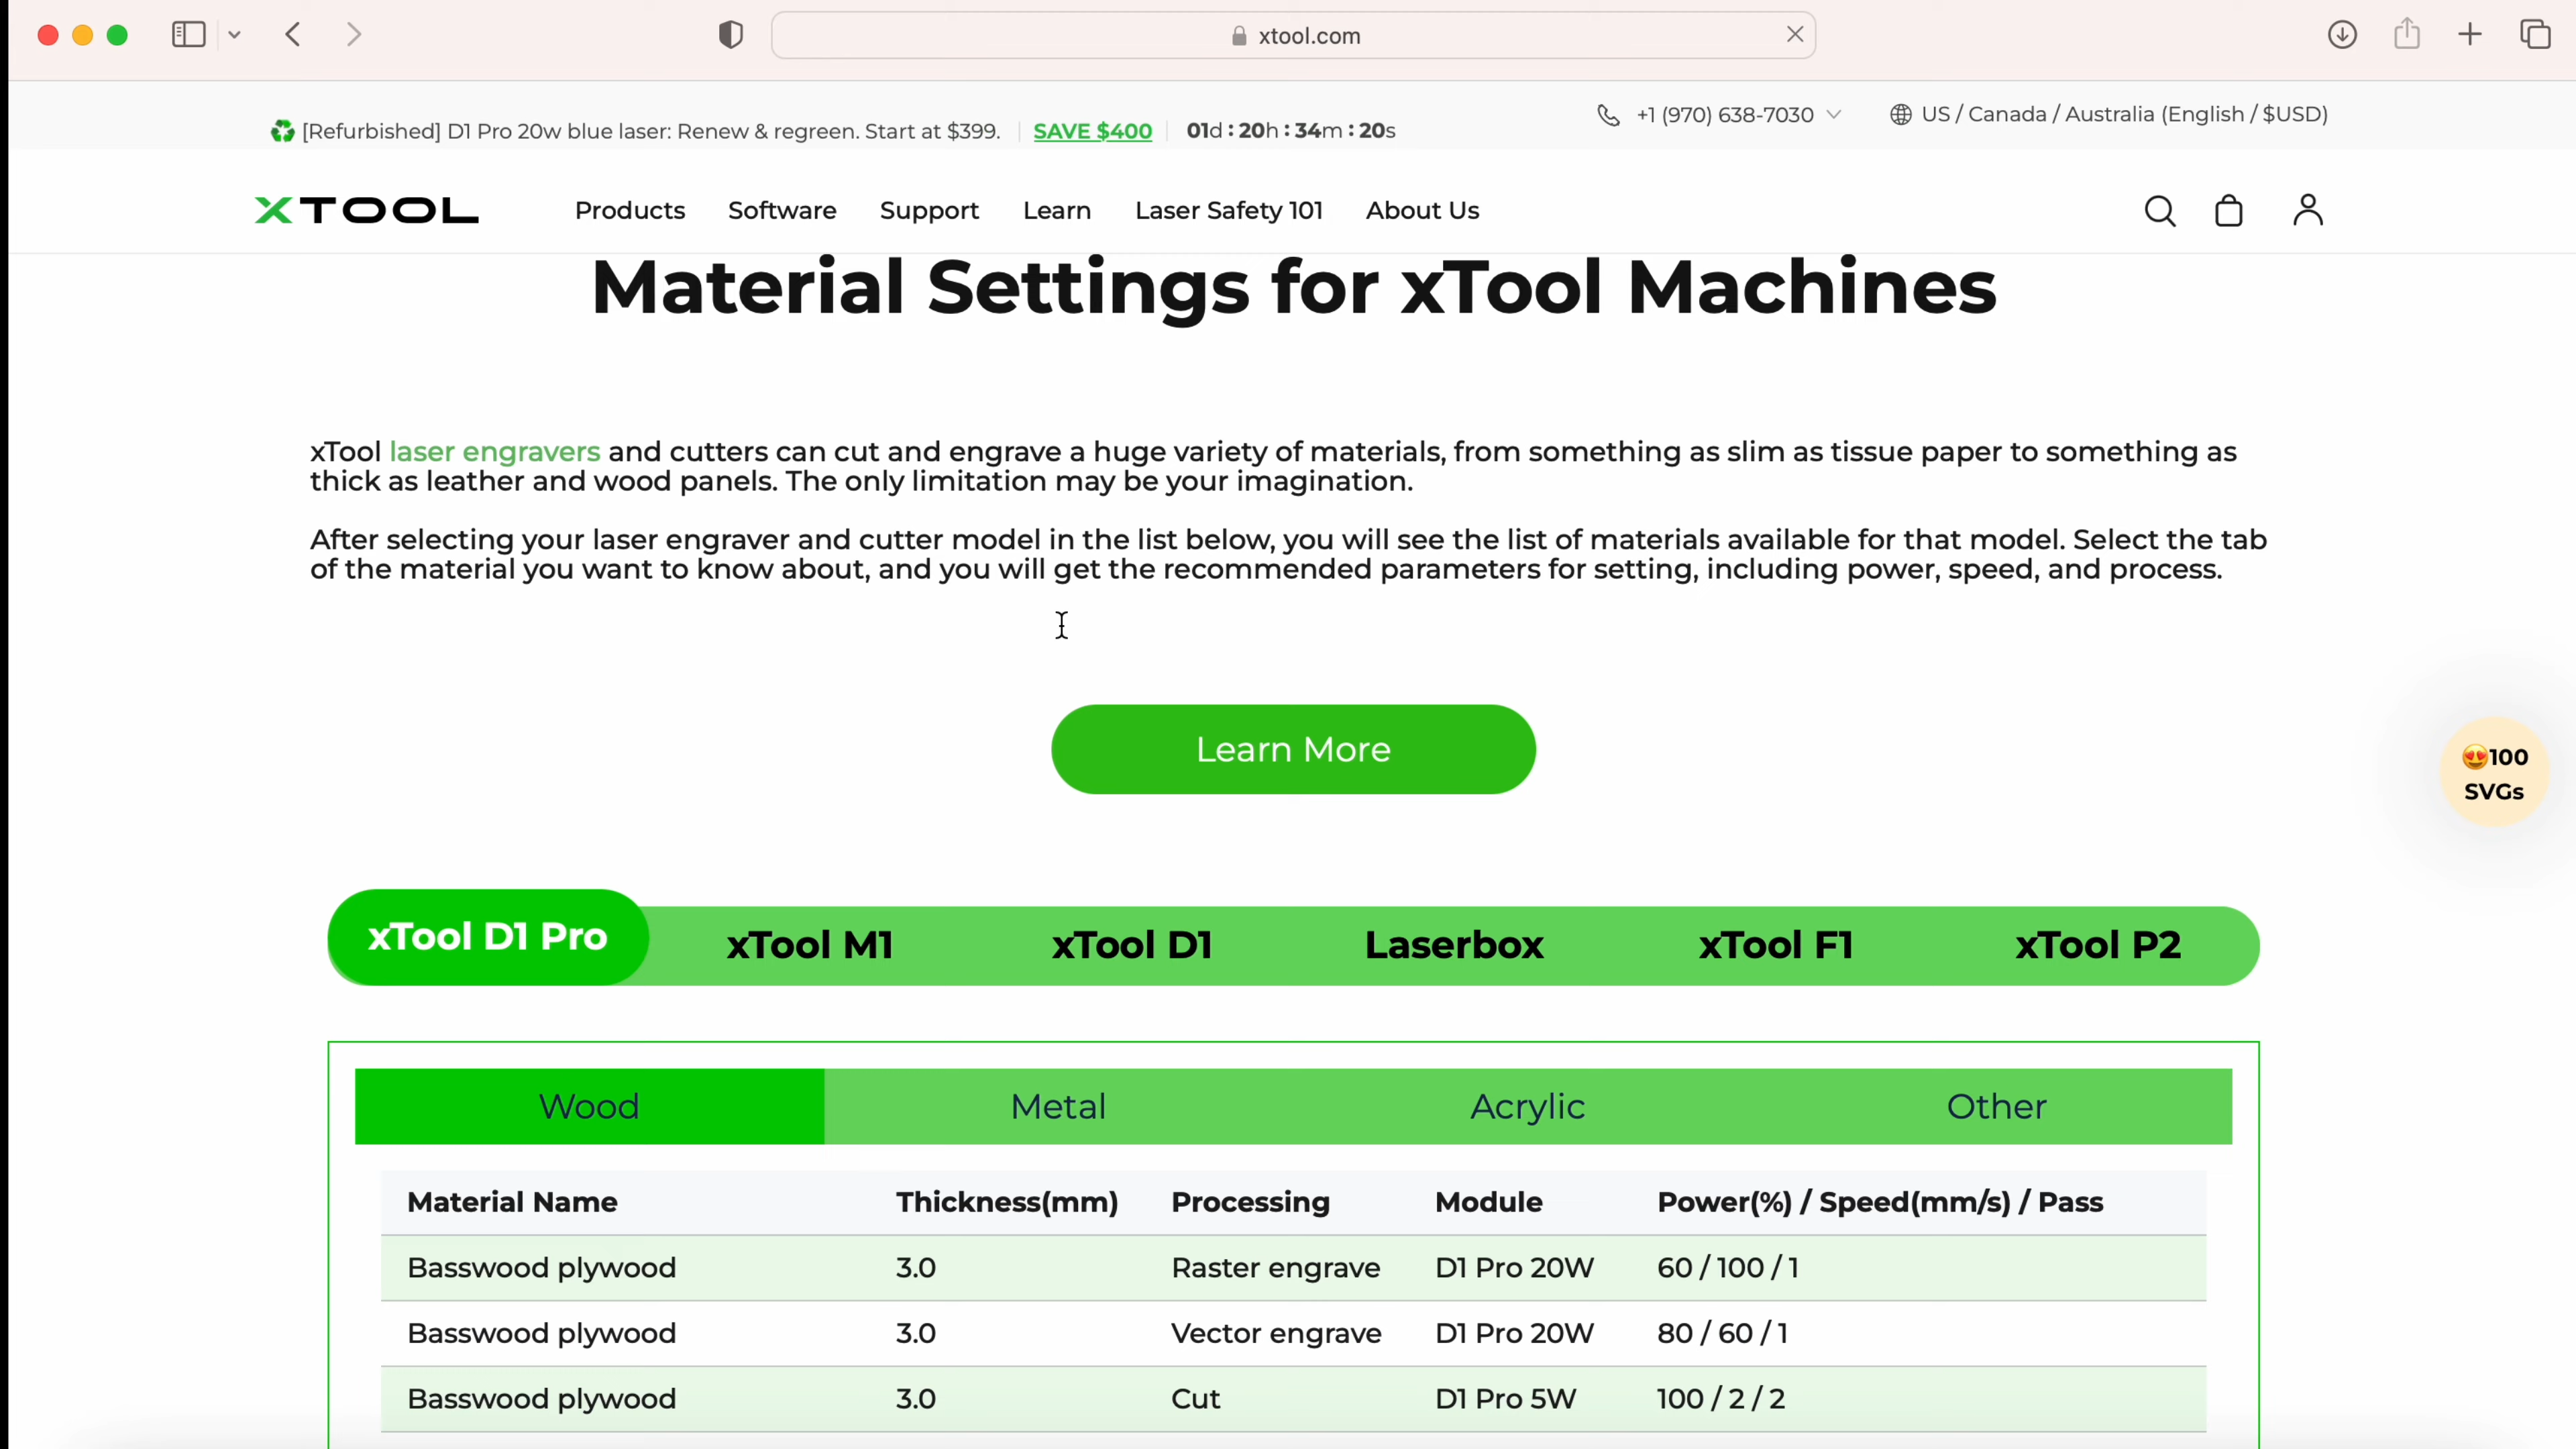 xtool.com
[Refurbished] D1 Pro 20w blue laser: Renew & regreen. Start at $399. SAVE $400 01d : 20h : 34m : 20s
+1 (970) 638-7030 US / Canada / Australia (English / $USD)
XTOOL Products Software Support Learn Laser Safety 101 About Us
Material Settings for xTool Machines
xTool laser engravers and cutters can cut and engrave a huge variety of materials, from something as slim as tissue paper to something as
thick as leather and wood panels. The only limitation may be your imagination.
After selecting your laser engraver and cutter model in the list below, you will see the list of materials available for that model. Select the tab
of the material you want to know about, and you will get the recommended parameters for setting, including power, speed, and process.
Learn More
😍100
SVGs
xTool D1 Pro xTool M1 xTool D1 Laserbox xTool F1 xTool P2
Wood Metal Acrylic Other
Material Name Thickness(mm) Processing Module Power(%) / Speed(mm/s) / Pass
Basswood plywood 3.0 Raster engrave D1 Pro 20W 60 / 100 / 1
Basswood plywood 3.0 Vector engrave D1 Pro 20W 80 / 60 / 1
Basswood plywood 3.0 Cut D1 Pro 5W 100 / 2 / 2